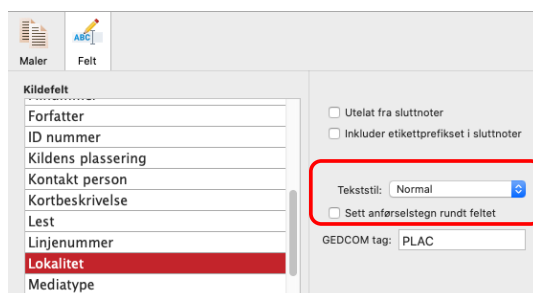 ABC
Maler Felt
Kildefelt
Forfatter
ID nummer
Kildens plassering
Kontakt person
Kortbeskrivelse
Lest
Linjenummer
Lokalitet
Mediatype
Utelat fra sluttnoter
Inkluder etikettprefikset i sluttnoter
Tekststil: Normal
Sett anførselstegn rundt feltet
GEDCOM tag: PLAC